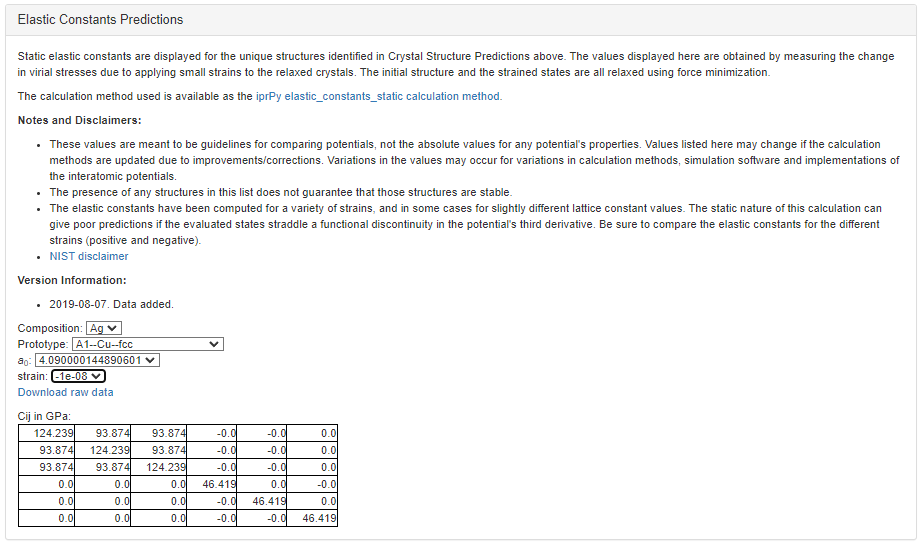 Elastic Constants Predictions
Static elastic constants are displayed for the unique structures identified in Crystal Structure Predictions above. The values displayed here are obtained by measuring the change
in virial stresses due to applying small strains to the relaxed crystals. The initial structure and the strained states are all relaxed using force minimization.
The calculation method used is available as the iprPy elastic_constants_static calculation method.
Notes and Disclaimers:
• These values are meant to be guidelines for comparing potentials, not the absolute values for any potential's properties. Values listed here may change if the calculation
methods are updated due to improvements/corrections. Variations in the values may occur for variations in calculation methods, simulation software and implementations of
the interatomic potentials.
• The presence of any structures in this list does not guarantee that those structures are stable.
• The elastic constants have been computed for a variety of strains, and in some cases for slightly different lattice constant values. The static nature of this calculation can
give poor predictions if the evaluated states straddle a functional discontinuity in the potential's third derivative. Be sure to compare the elastic constants for the different
strains (positive and negative).
• NIST disclaimer
Version Information:
• 2019-08-07. Data added.
Composition: Ag
Prototype: A1--Cu--fcc
a₀: 4.090000144890601
strain: -1e-08
Download raw data
Cij in GPa:
124.239 93.874 93.874 -0.0 -0.0 0.0
93.874 124.239 93.874 -0.0 -0.0 0.0
93.874 93.874 124.239 -0.0 -0.0 0.0
0.0 0.0 0.0 46.419 0.0 -0.0
0.0 0.0 0.0 -0.0 46.419 0.0
0.0 0.0 0.0 -0.0 -0.0 46.419